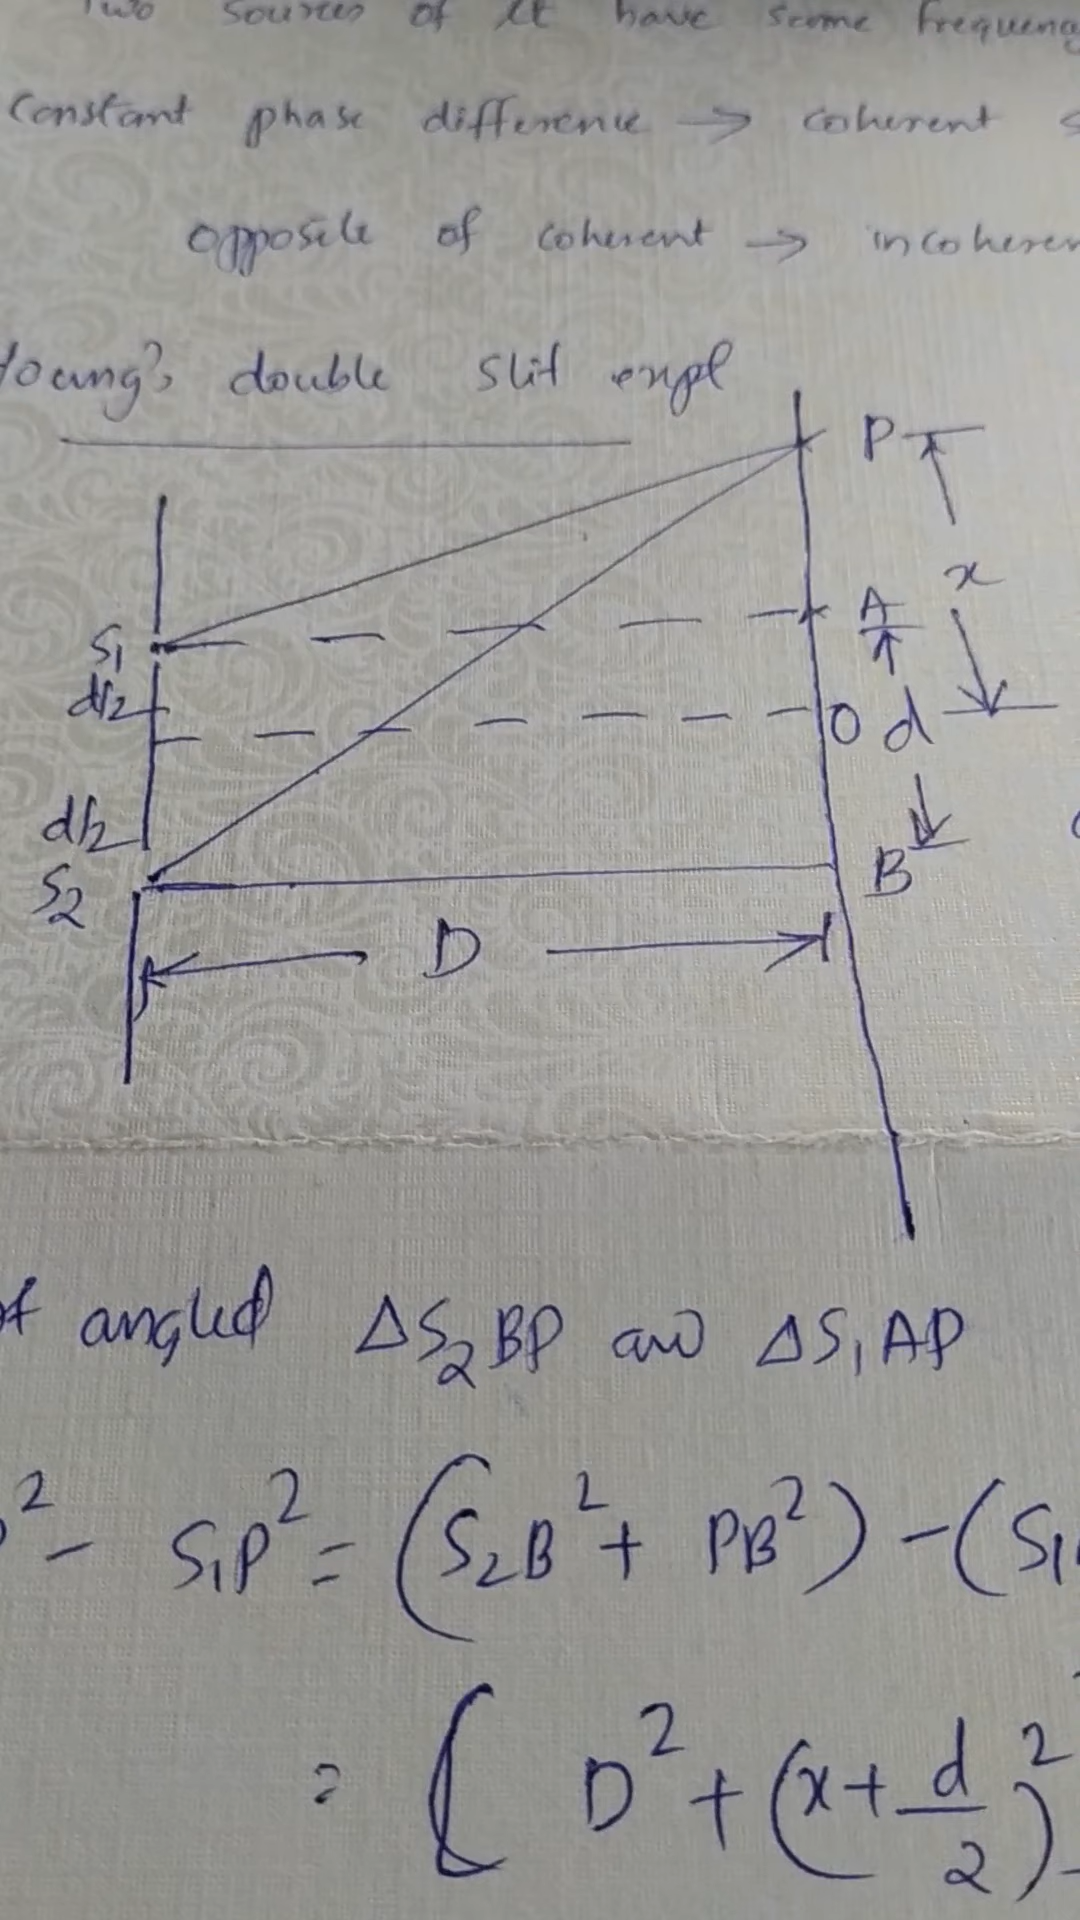 Two sources of lt have same frequency
Constant phase difference → coherent s
opposite of coherent → incoheren
Young's double slit expt
P
x
A
S₁
d/2
O d
d/2
S₂
B
D
angled ΔS₂BP and ΔS₁AP
² - S₁P² = (S₂B² + PB²) - (S₁
= [ D² + (x + d/2)²